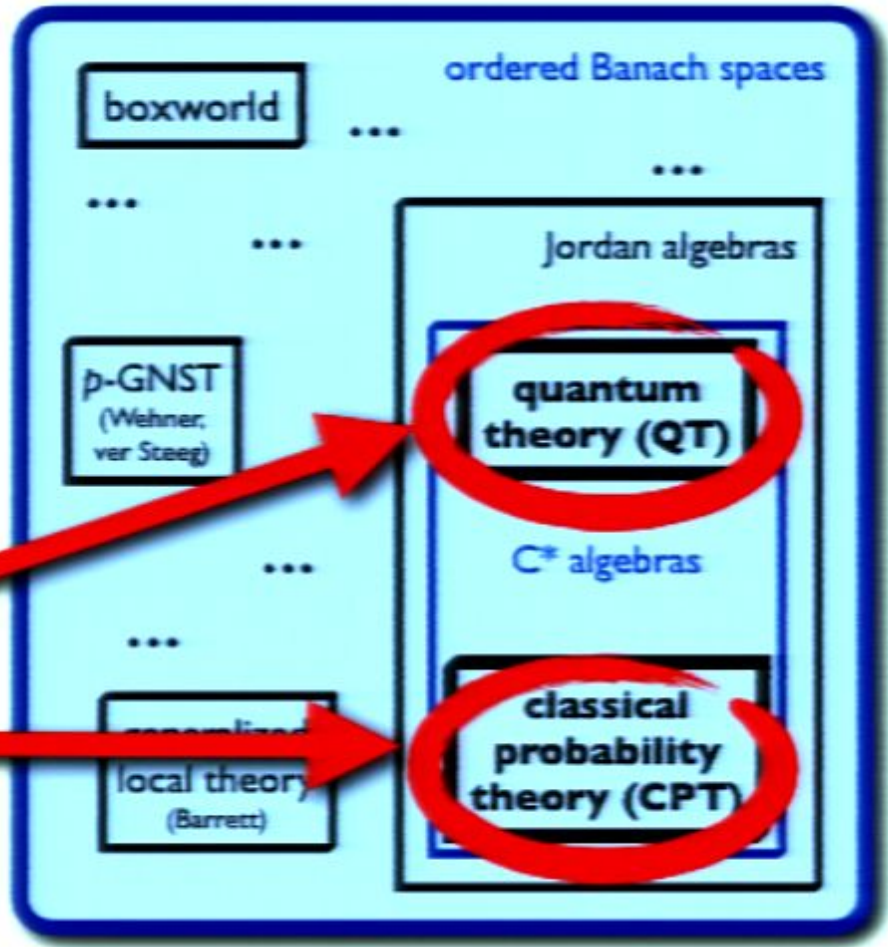 ordered Banach spaces
boxworld
...
...
...
...
Jordan algebras
p-GNST
(Wehner,
ver Steeg)
quantum
theory (QT)
...
C* algebras
...
classical
probability
theory (CPT)
generalized
local theory
(Barrett)